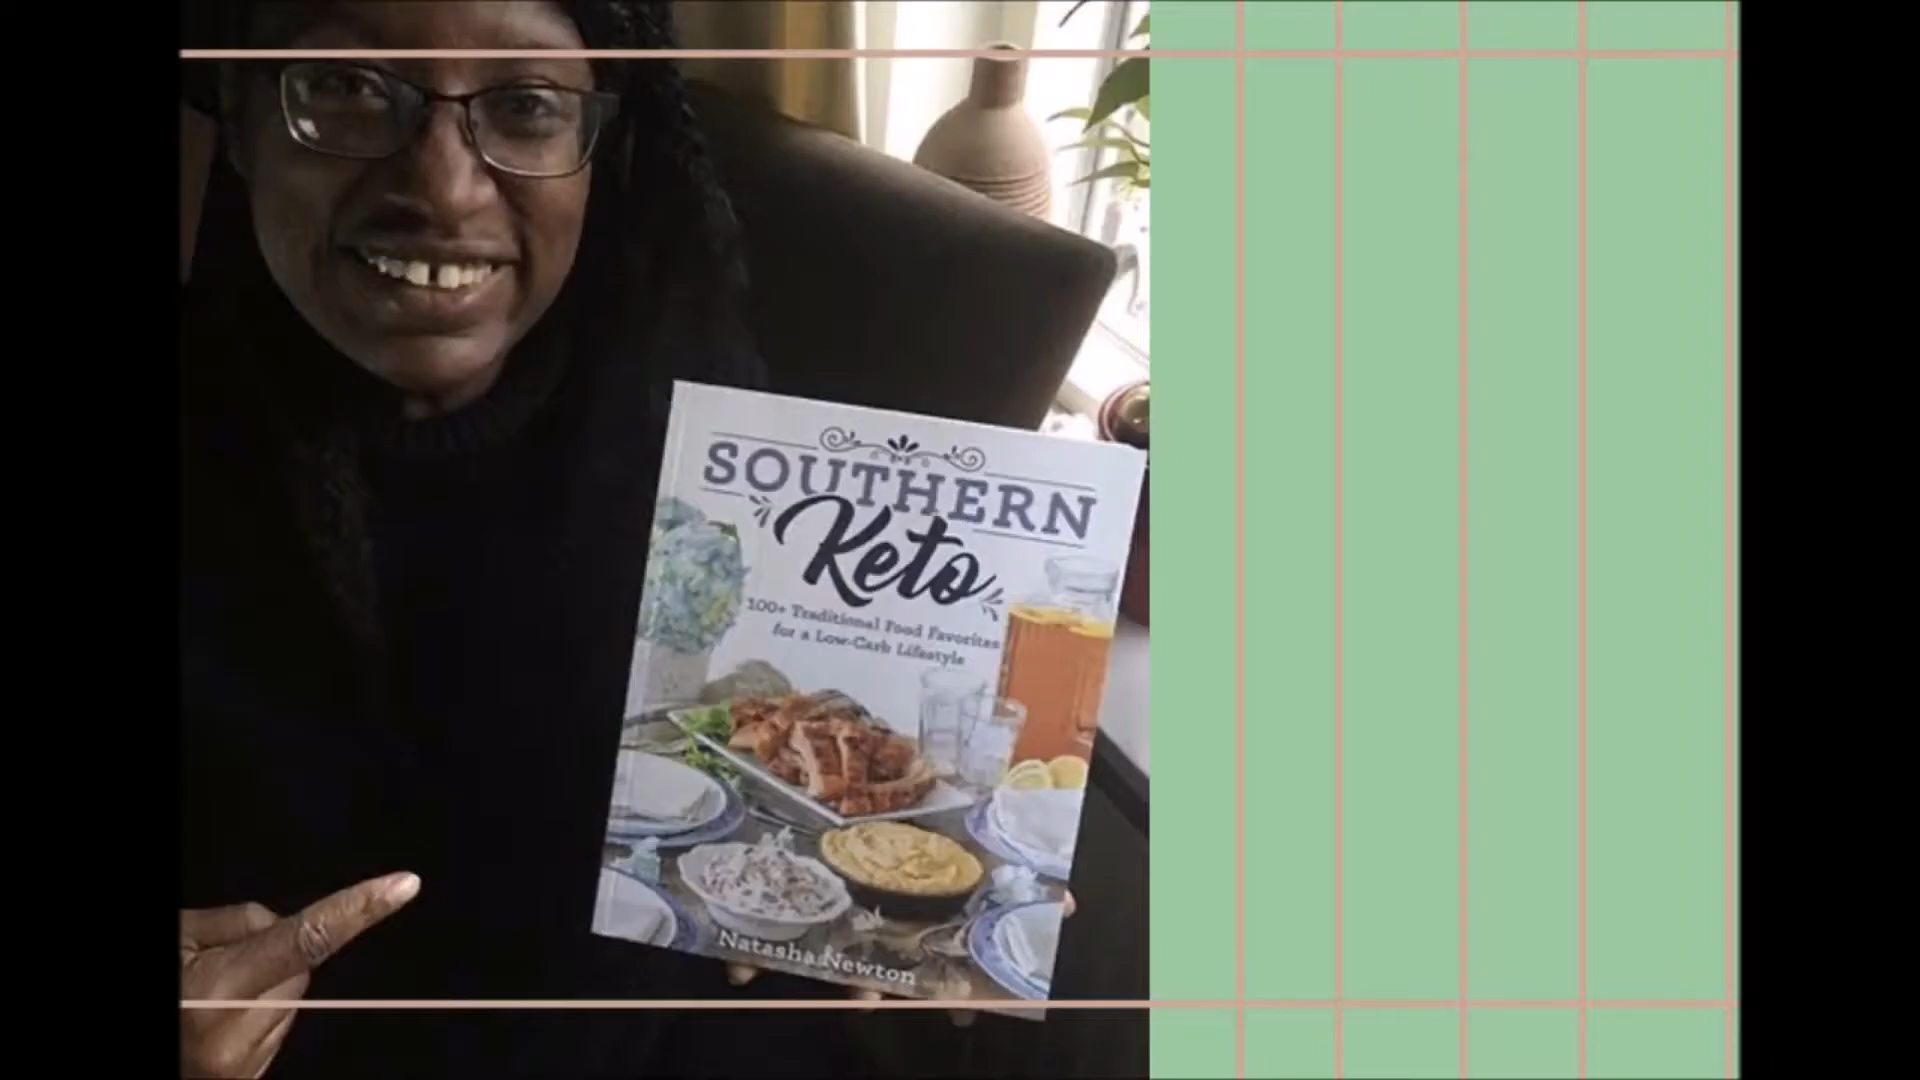 SOUTHERN
Keto
100+ Traditional Food Favorites
for a Low-Carb Lifestyle
Natasha Newton